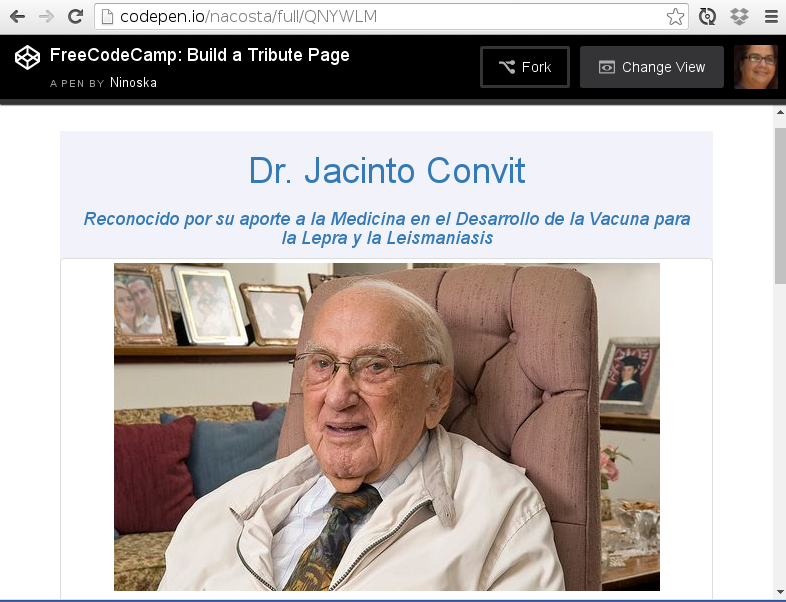 codepen.io/nacosta/full/QNYWLM
FreeCodeCamp: Build a Tribute Page
A PEN BY Ninoska
Fork
Change View
Dr. Jacinto Convit
Reconocido por su aporte a la Medicina en el Desarrollo de la Vacuna para
la Lepra y la Leismaniasis